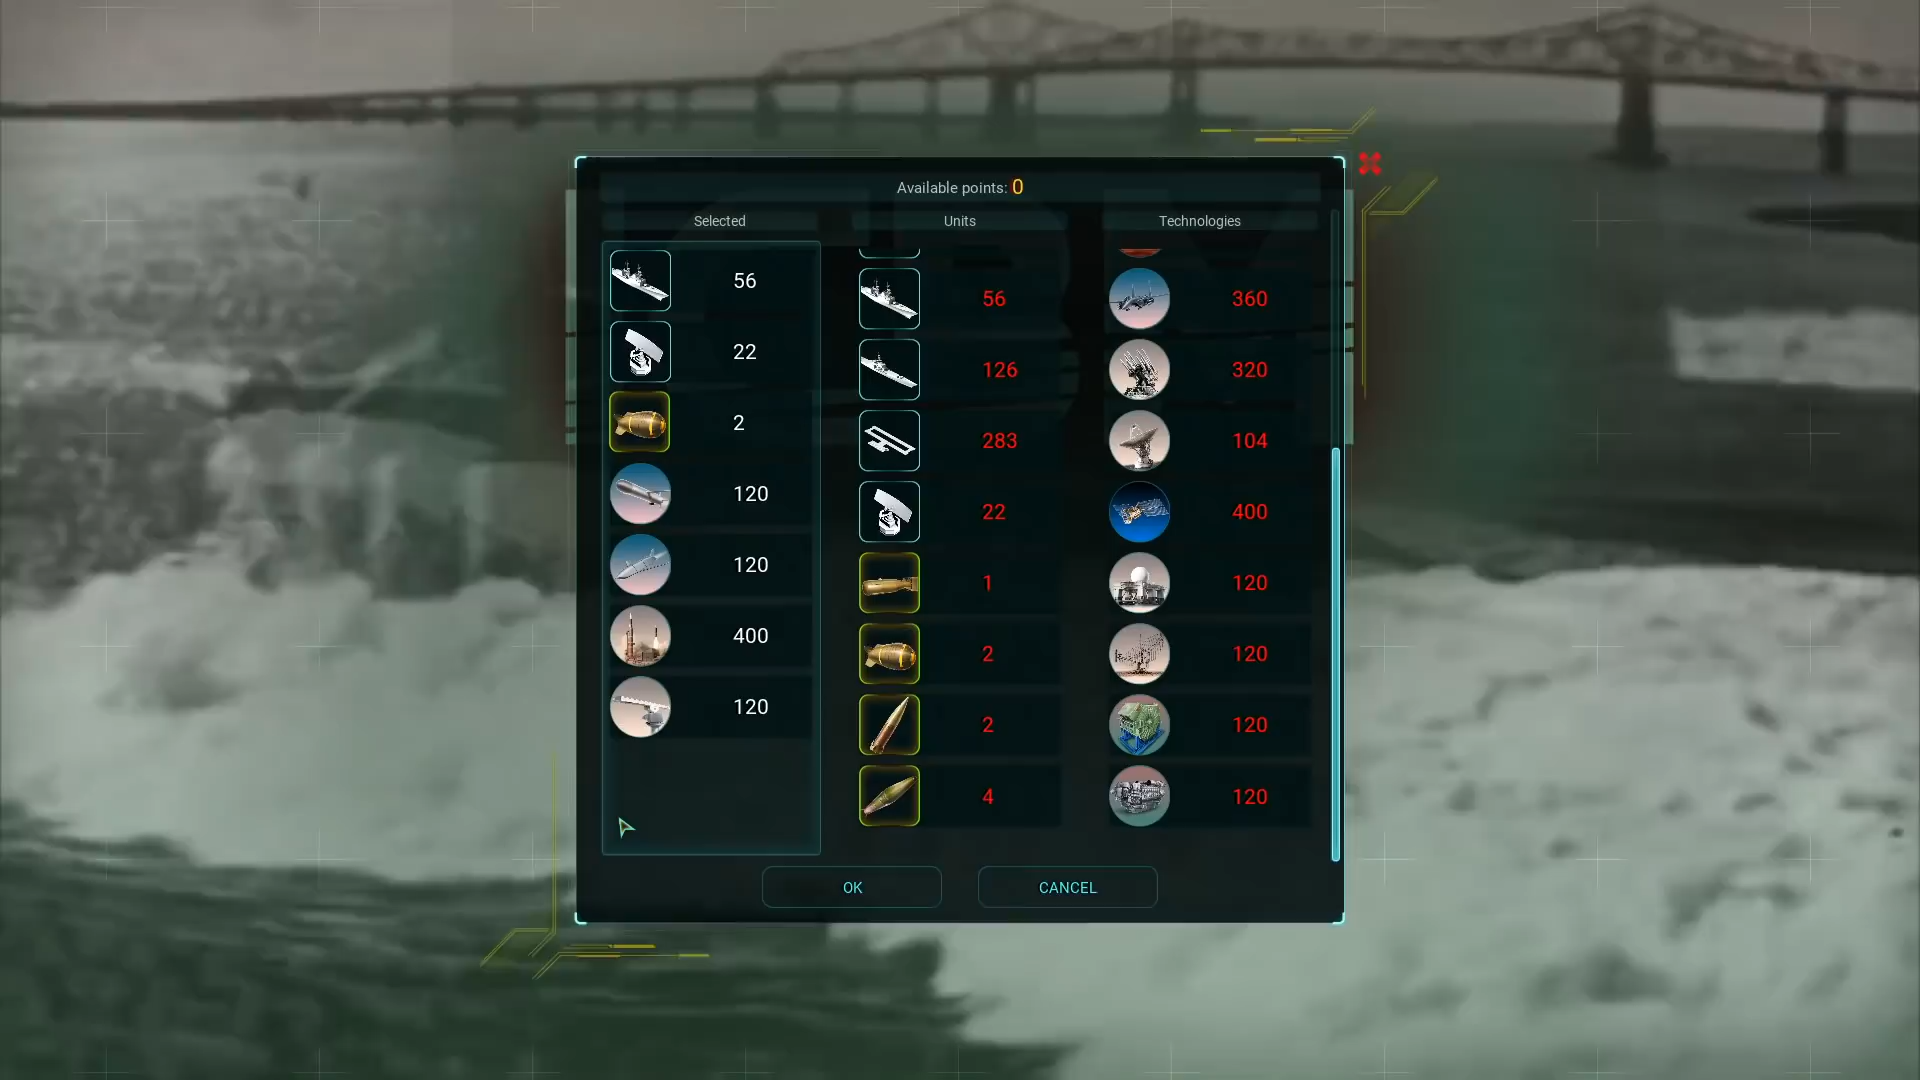 Available points: 0
Selected Units Technologies
56 56 360
22 126 320
2 283 104
120 22 400
120 1 120
400 2 120
120 2 120
4 120
OK CANCEL